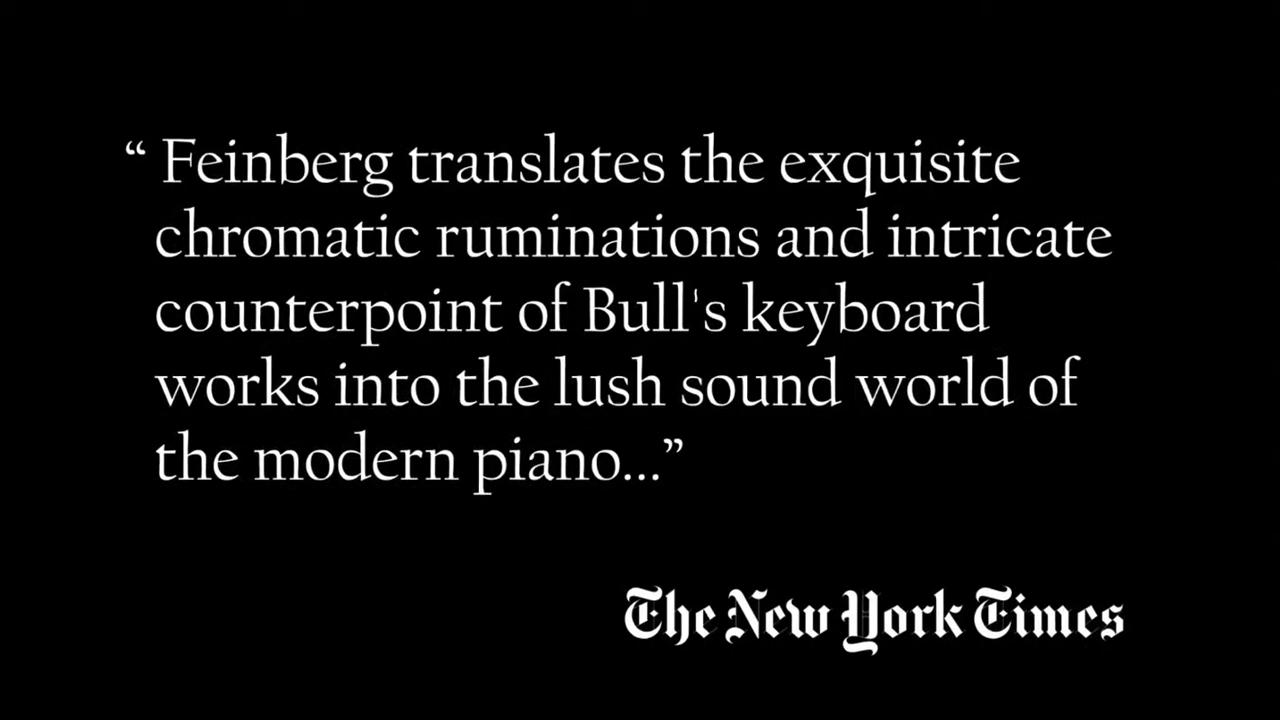 “ Feinberg translates the exquisite
chromatic ruminations and intricate
counterpoint of Bull's keyboard
works into the lush sound world of
the modern piano...”
The New York Times